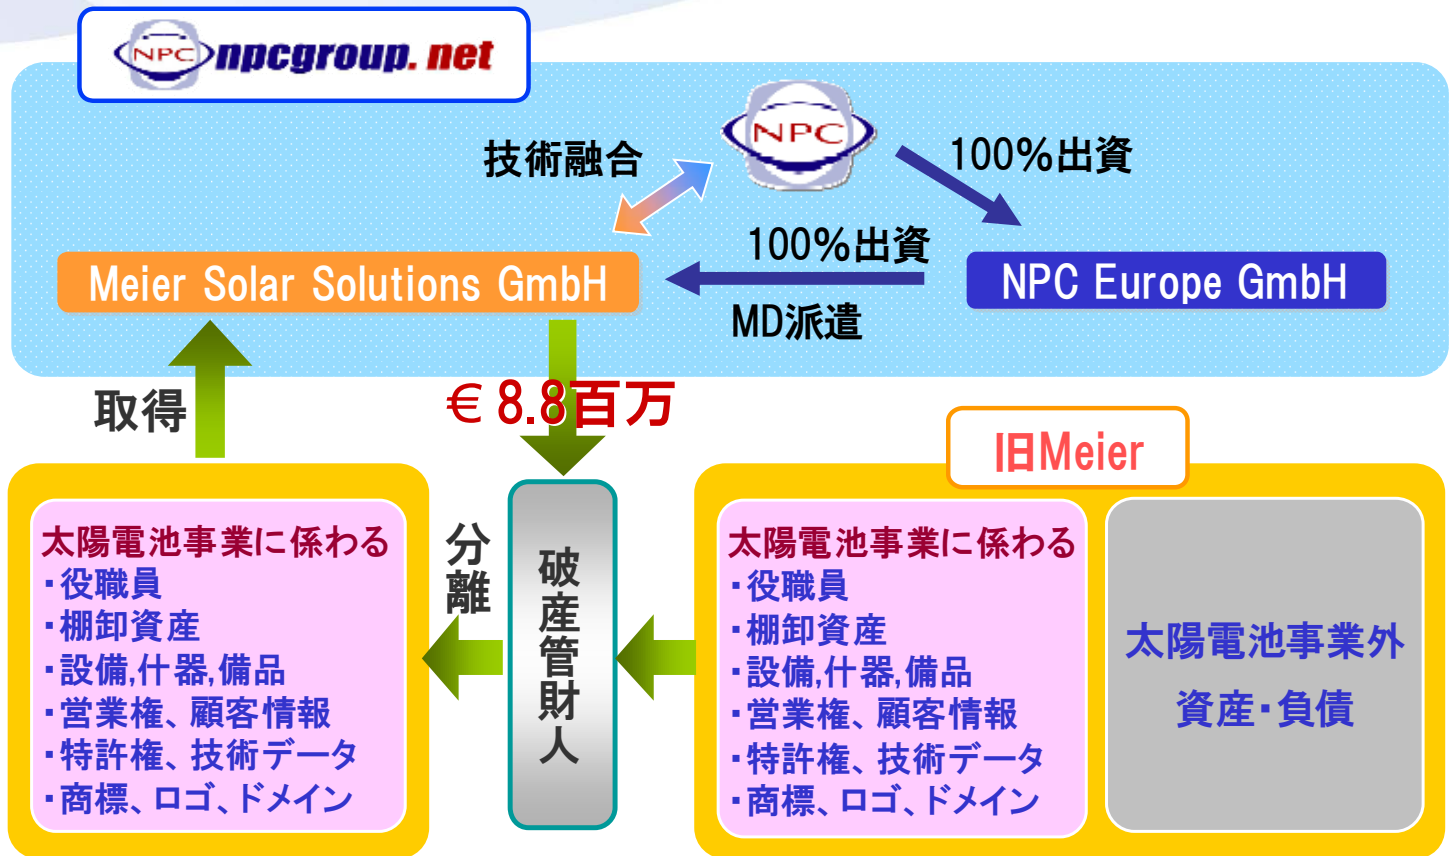 NPC npcgroup. net
NPC
技術融合
100%出資
100%出資
MD派遣
Meier Solar Solutions GmbH
NPC Europe GmbH
取得
€ 8.8百万
旧Meier
太陽電池事業に係わる
・役職員
・棚卸資産
・設備,什器,備品
・営業権、顧客情報
・特許権、技術データ
・商標、ロゴ、ドメイン
分離
破産管財人
太陽電池事業に係わる
・役職員
・棚卸資産
・設備,什器,備品
・営業権、顧客情報
・特許権、技術データ
・商標、ロゴ、ドメイン
太陽電池事業外
資産・負債